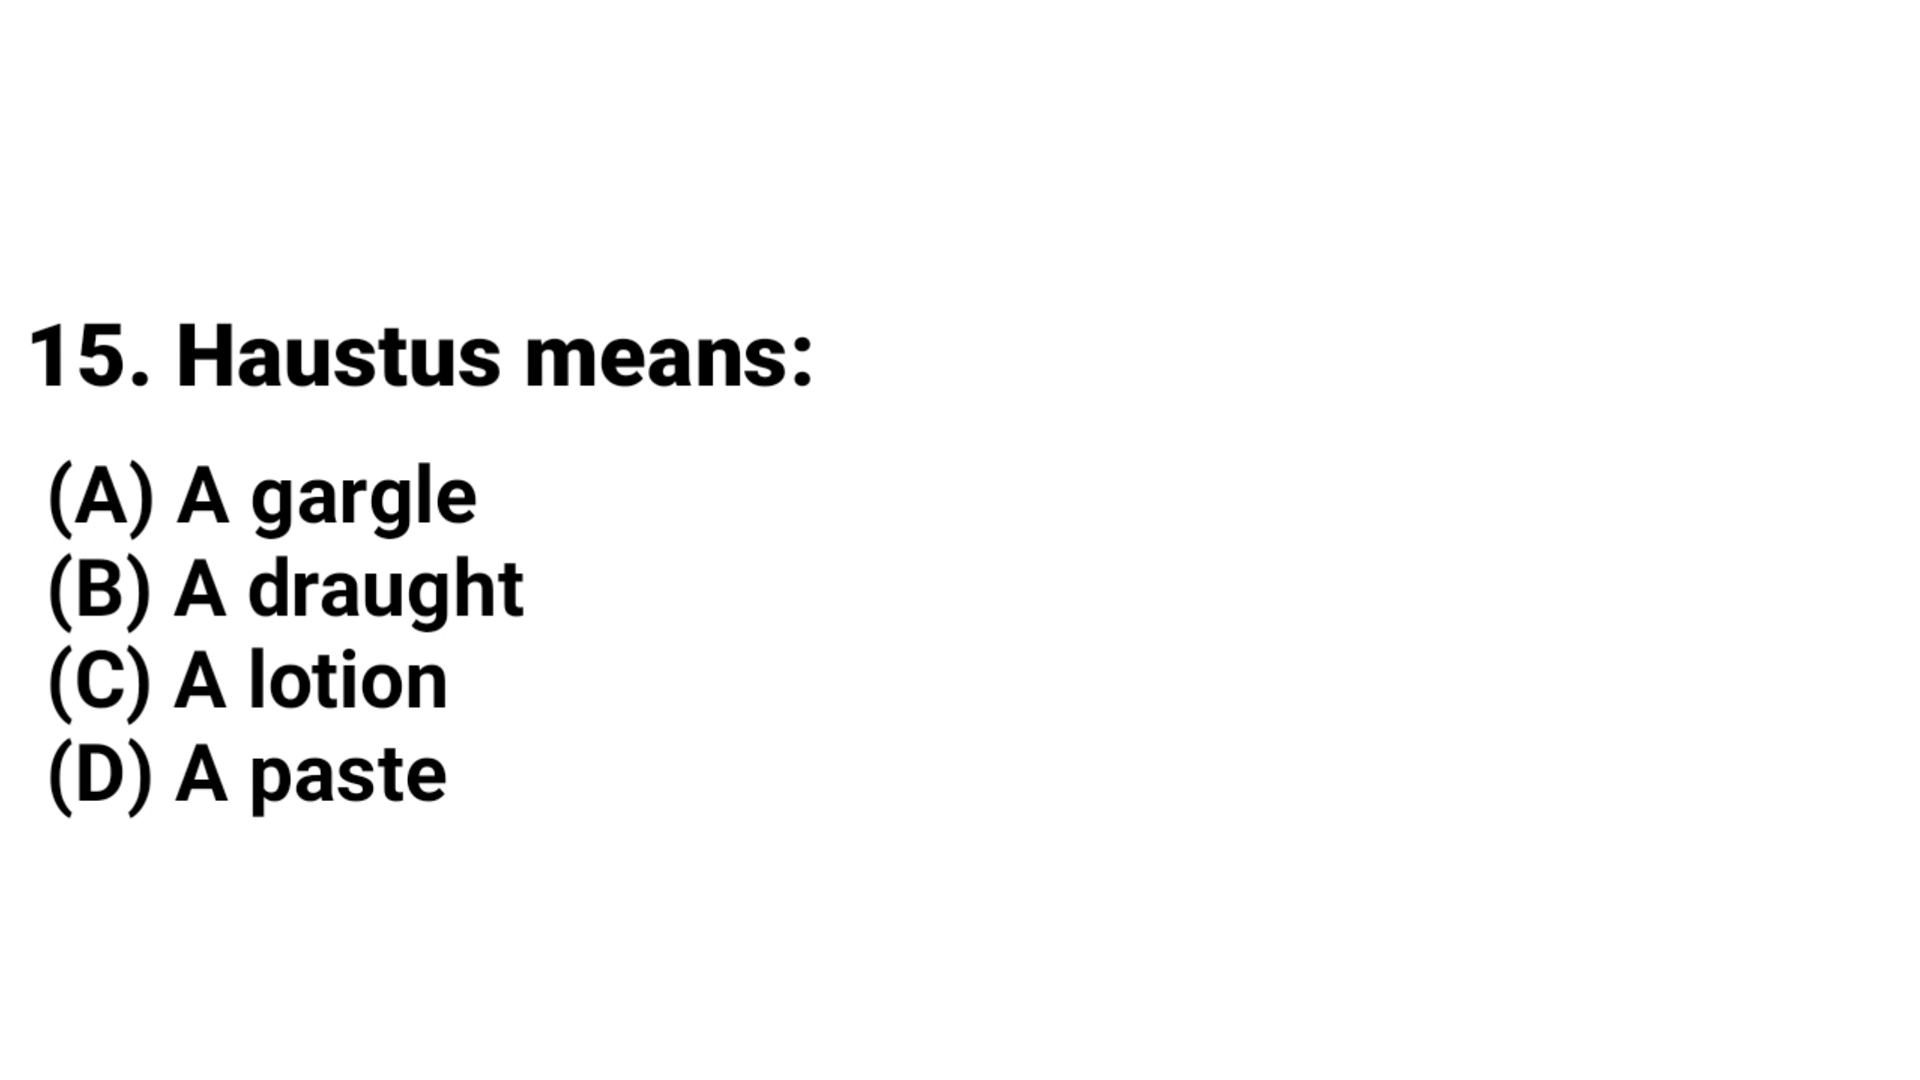 15. Haustus means:
(A) A gargle
(B) A draught
(C) A lotion
(D) A paste